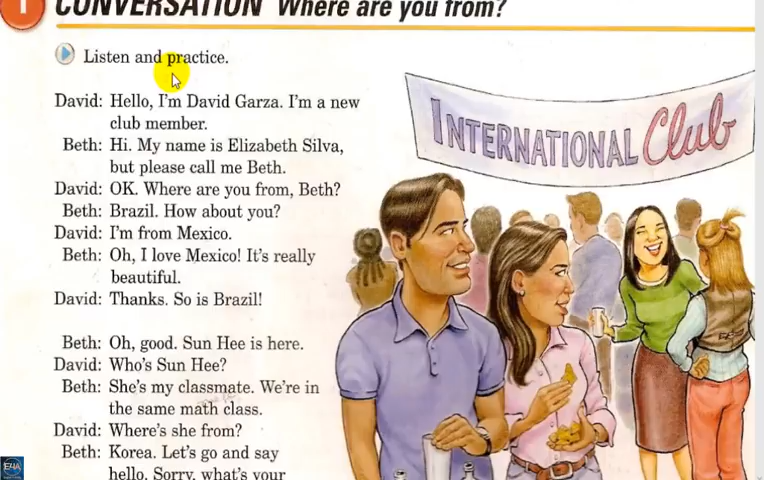 1 CONVERSATION Where are you from?
Listen and practice.
David: Hello, I'm David Garza. I'm a new
club member.
Beth: Hi. My name is Elizabeth Silva,
but please call me Beth.
David: OK. Where are you from, Beth?
Beth: Brazil. How about you?
David: I'm from Mexico.
Beth: Oh, I love Mexico! It's really
beautiful.
David: Thanks. So is Brazil!
Beth: Oh, good. Sun Hee is here.
David: Who's Sun Hee?
Beth: She's my classmate. We're in
the same math class.
David: Where's she from?
Beth: Korea. Let's go and say
hello. Sorry, what's your
INTERNATIONAL Club